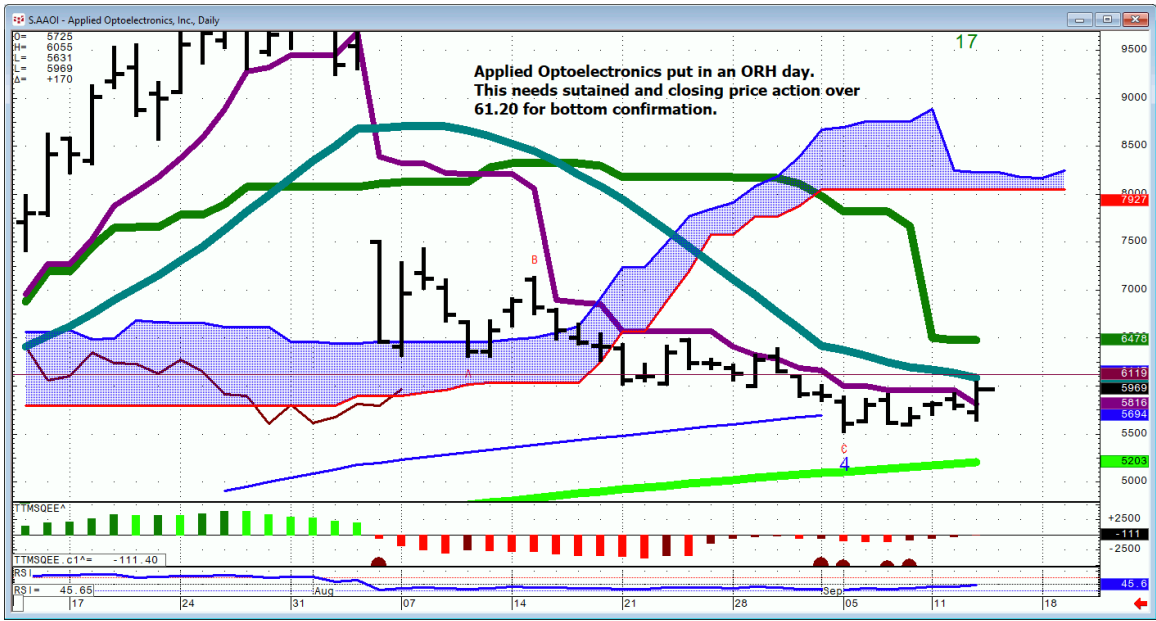 S.AAOI - Applied Optoelectronics, Inc., Daily
O= 5725
H= 6055
L= 5631
L= 5969
Δ= +170
17
Applied Optoelectronics put in an ORH day.
This needs sutained and closing price action over
61.20 for bottom confirmation.
9500
9000
8500
8000
7927
7500
7000
6478
6119
5969
5816
5694
5500
5203
5000
A
B
C
4
TTMSQEE^
+2500
-111
-2500
TTMSQEE.c1^= -111.40
RSI
RSI= 45.65
45.6
Aug
Sep
17
24
31
07
14
21
28
05
11
18